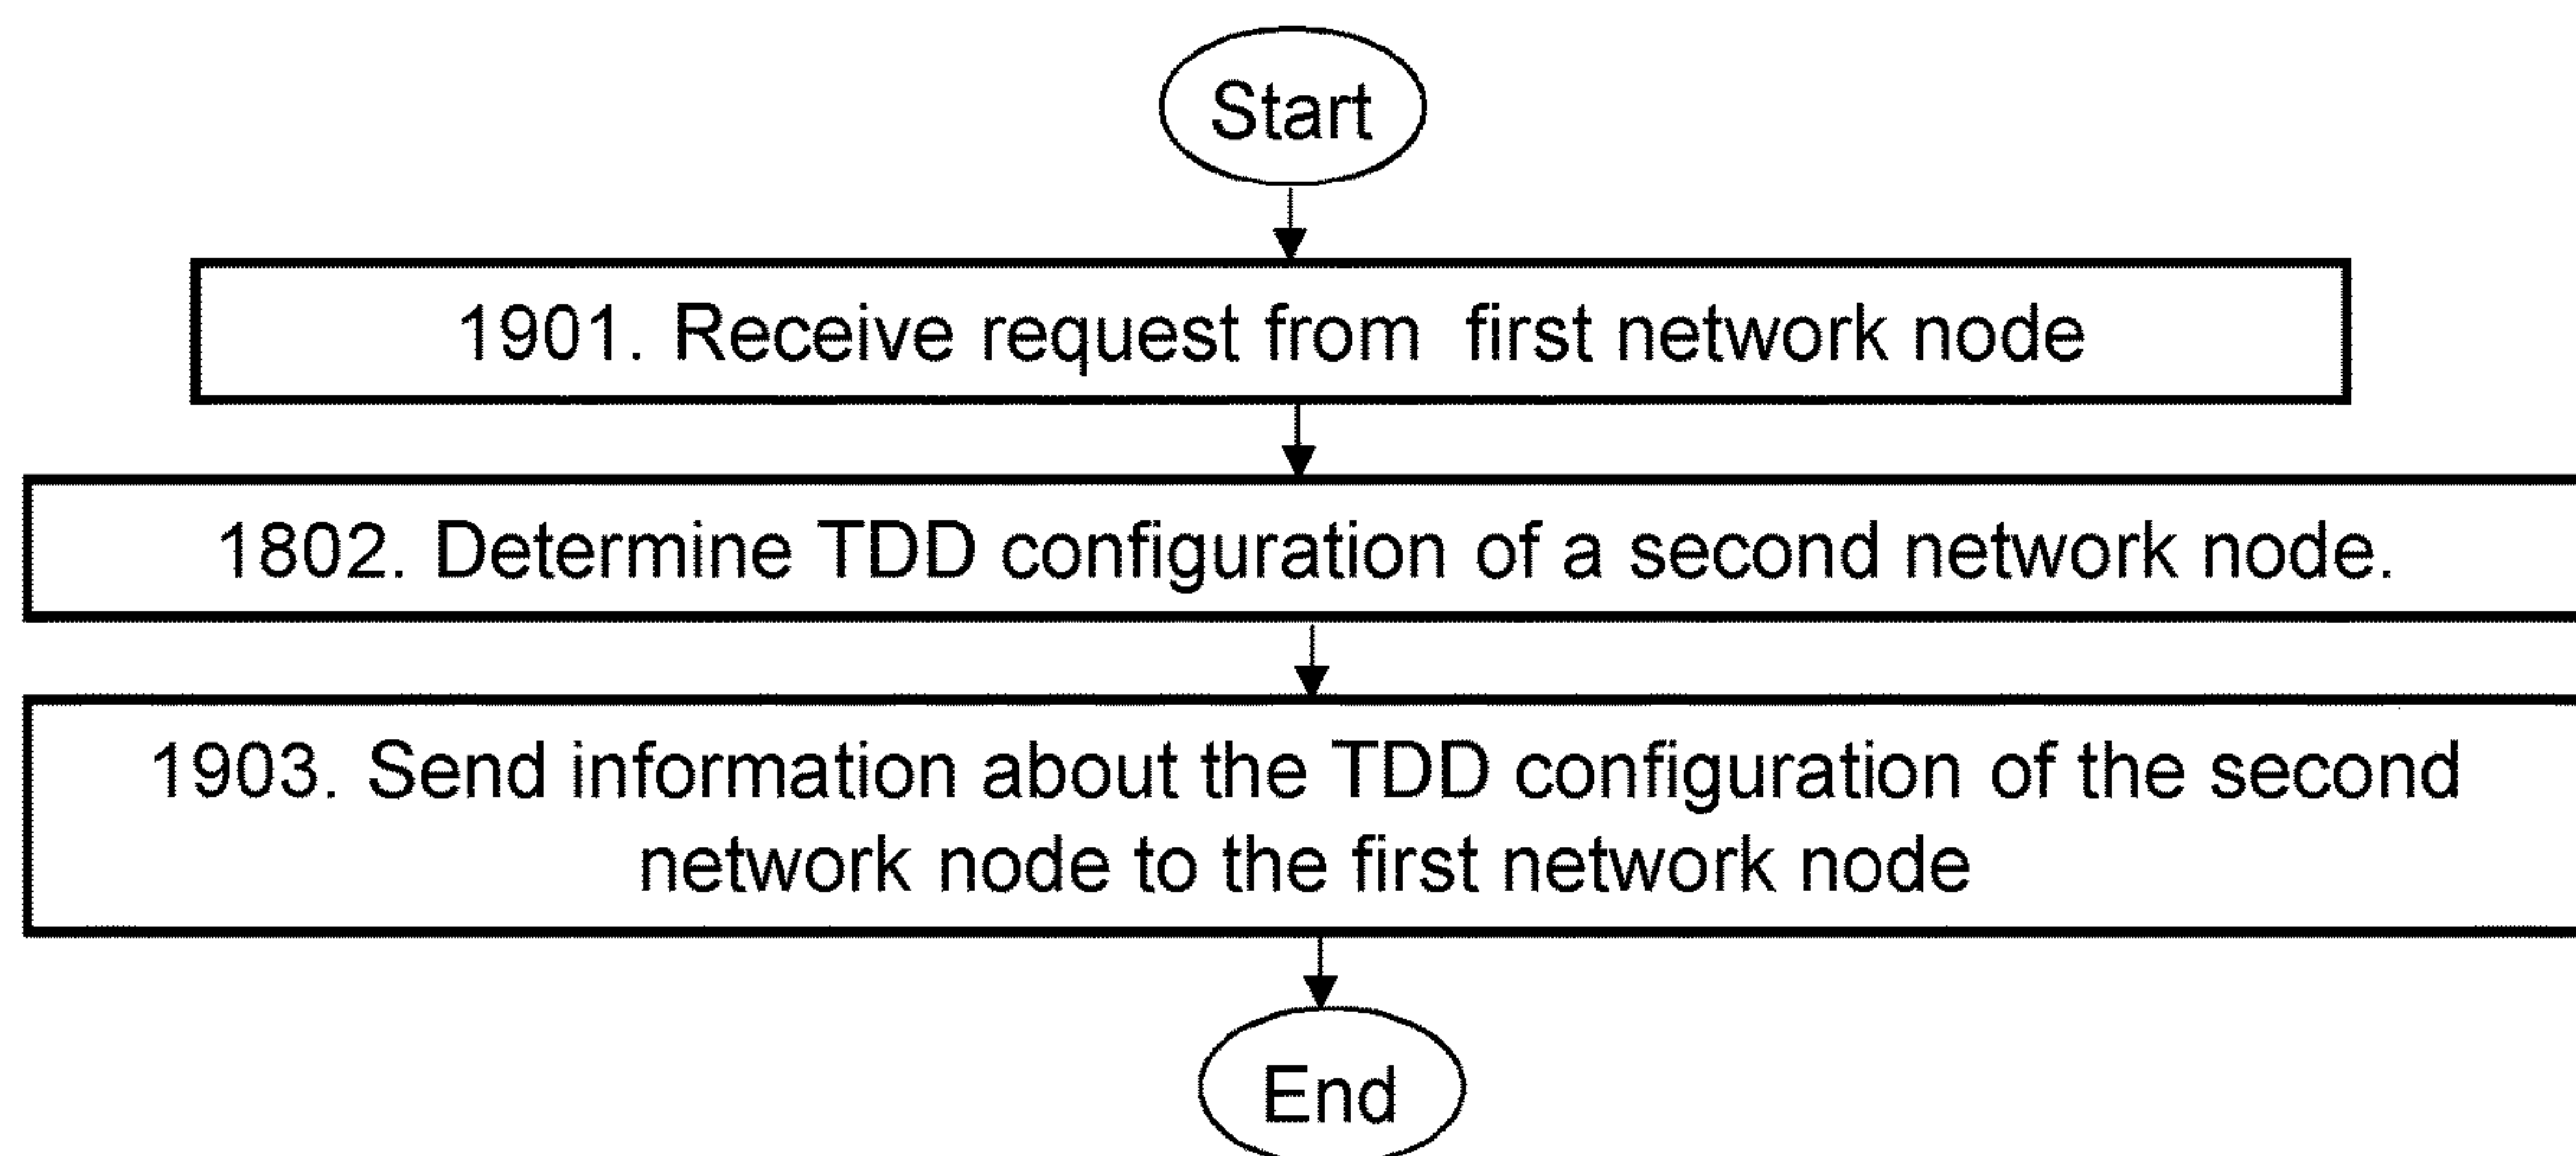 Start
1901. Receive request from first network node
1802. Determine TDD configuration of a second network node.
1903. Send information about the TDD configuration of the second
network node to the first network node
End